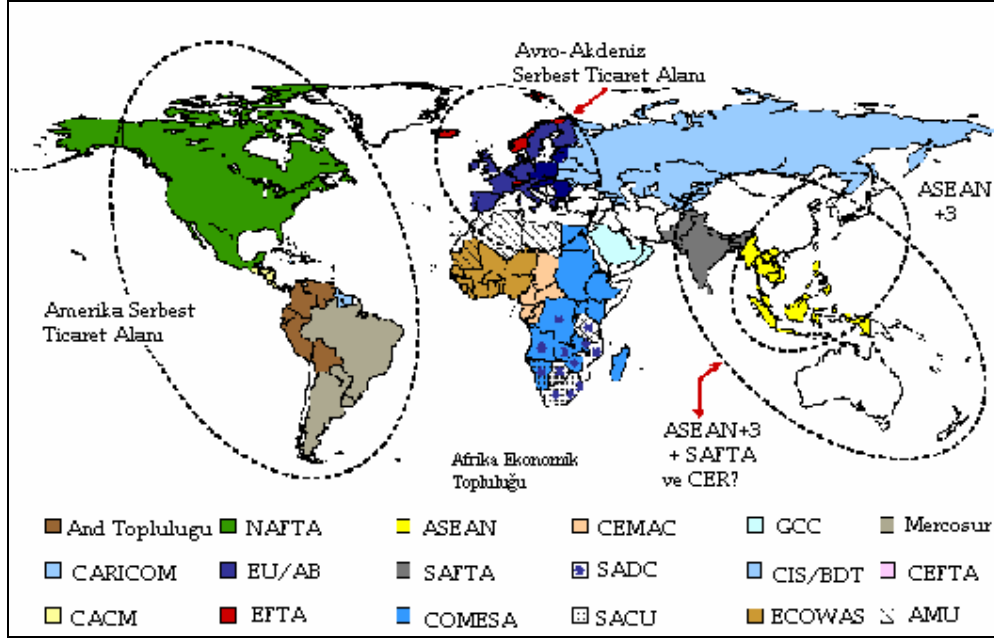 Avro-Akdeniz
Serbest Ticaret Alanı
ASEAN
+3
Amerika Serbest
Ticaret Alanı
ASEAN+3
+ SAFTA
ve CER?
Afrika Ekonomik
Topluluğu
And Toplulugu
NAFTA
ASEAN
CEMAC
GCC
Mercosur
CARICOM
EU/AB
SAFTA
SADC
CIS/BDT
CEFTA
CACM
EFTA
COMESA
SACU
ECOWAS
AMU